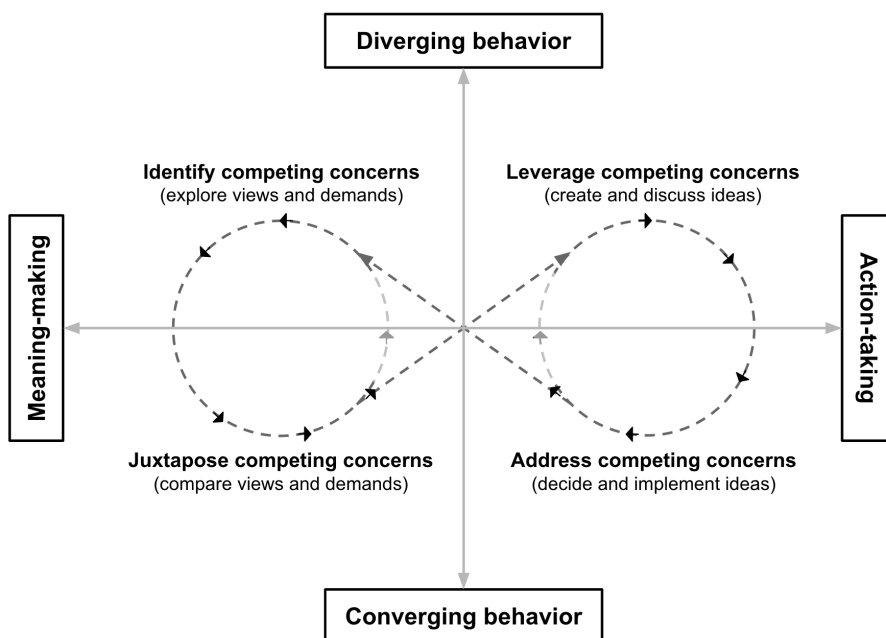 Diverging behavior
Identify competing concerns
(explore views and demands)
Leverage competing concerns
(create and discuss ideas)
Meaning-making
Action-taking
Juxtapose competing concerns
(compare views and demands)
Address competing concerns
(decide and implement ideas)
Converging behavior